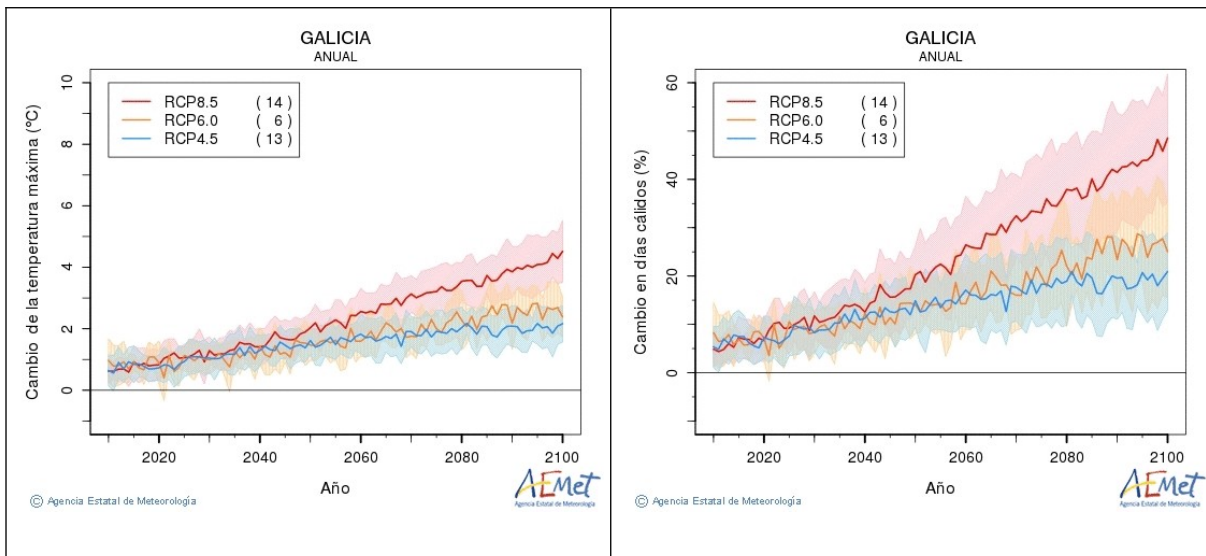 GALICIA
ANUAL
Cambio de la temperatura máxima (ºC)
10
8
6
4
2
0
RCP8.5 ( 14 )
RCP6.0 ( 6 )
RCP4.5 ( 13 )
2020 2040 2060 2080 2100
Año
© Agencia Estatal de Meteorología
AEMet
Agencia Estatal de Meteorología
GALICIA
ANUAL
Cambio en días cálidos (%)
60
40
20
0
RCP8.5 ( 14 )
RCP6.0 ( 6 )
RCP4.5 ( 13 )
2020 2040 2060 2080 2100
Año
© Agencia Estatal de Meteorología
AEMet
Agencia Estatal de Meteorología